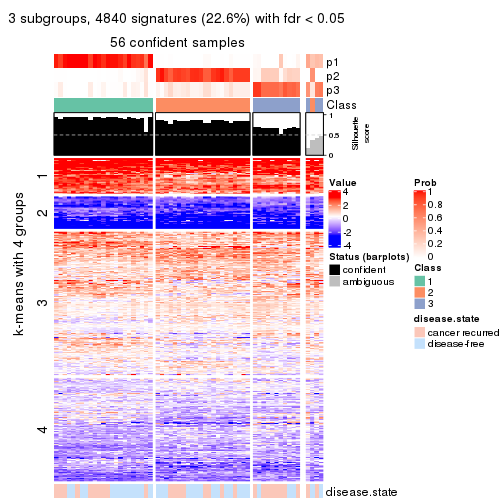 3 subgroups, 4840 signatures (22.6%) with fdr < 0.05
56 confident samples
p1
p2
p3
Class
1
0.5
0
Silhouette
score
k-means with 4 groups
1
2
3
4
disease.state
Value
4
2
0
-2
-4
Status (barplots)
confident
ambiguous
Prob
1
0.8
0.6
0.4
0.2
0
Class
1
2
3
disease.state
cancer recurred
disease-free